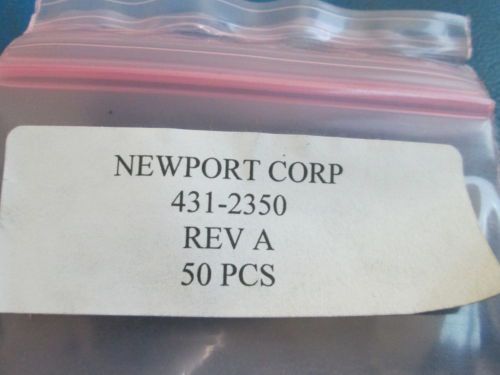 NEWPORT CORP
431-2350
REV A
50 PCS